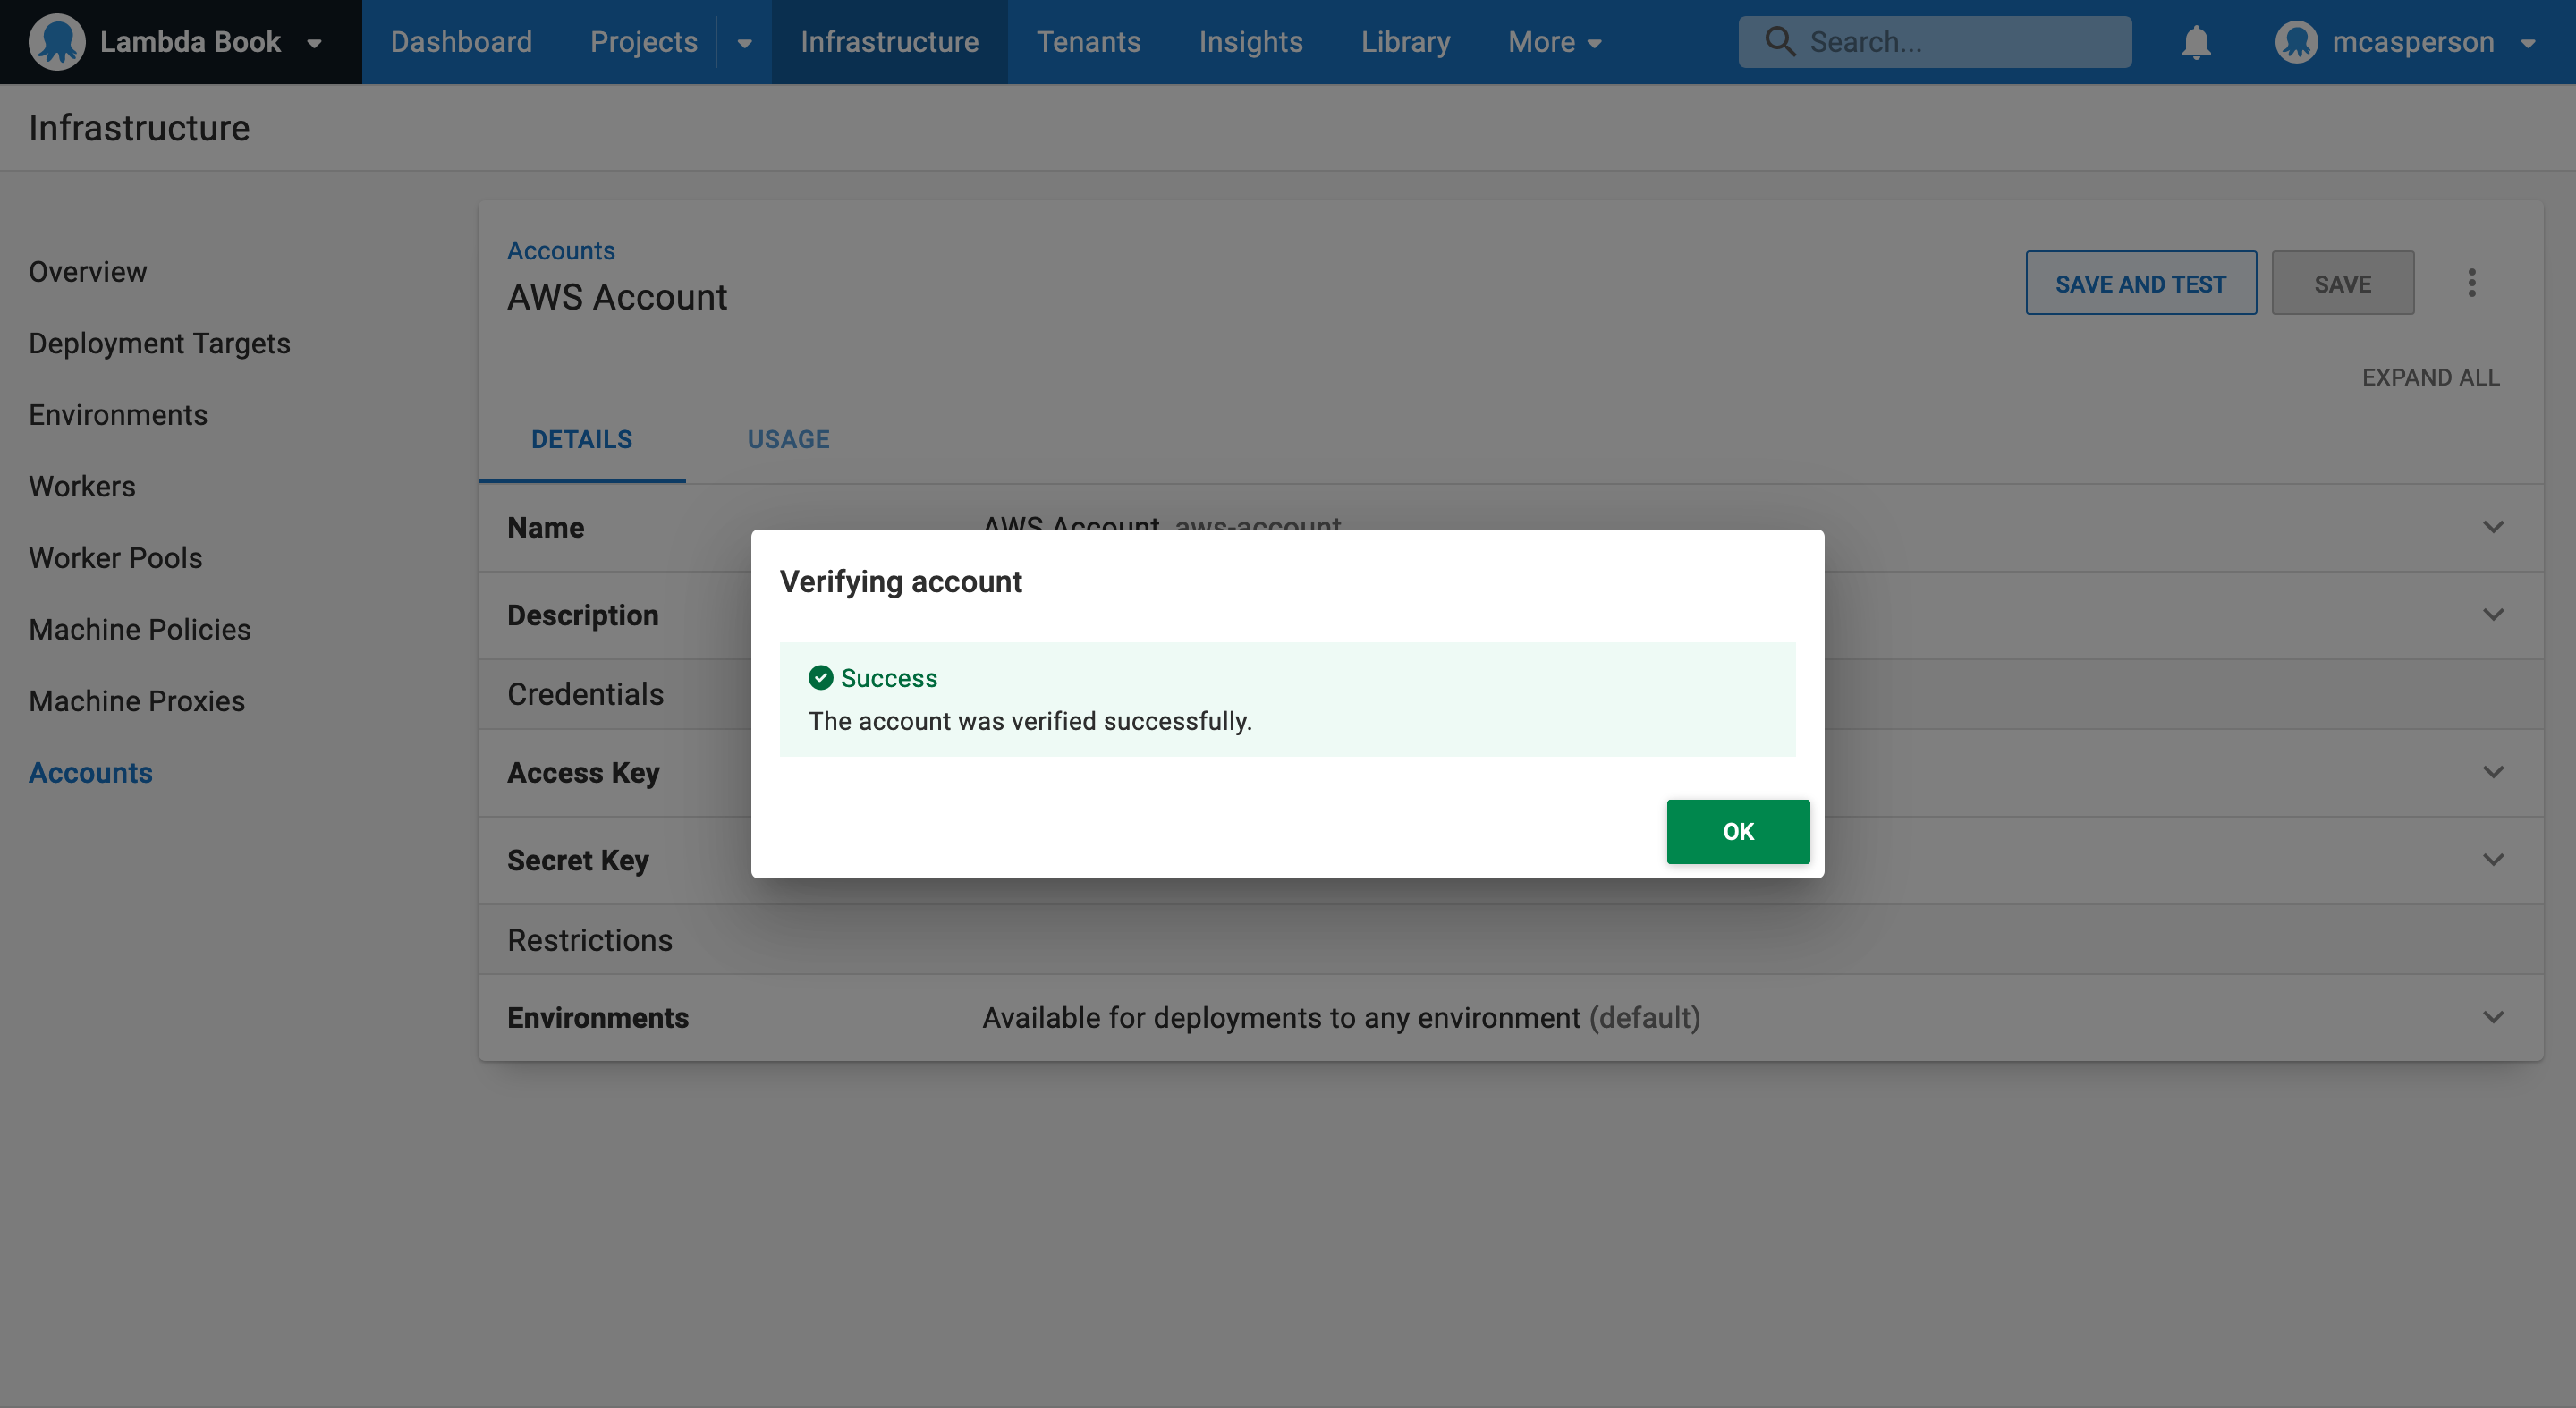 Lambda Book
Dashboard Projects Infrastructure Tenants Insights Library More Search... mcasperson
Infrastructure
Overview
Deployment Targets
Environments
Workers
Worker Pools
Machine Policies
Machine Proxies
Accounts
Accounts
AWS Account
SAVE AND TEST SAVE
EXPAND ALL
DETAILS USAGE
Name AWS Account aws-account
Description
Credentials
Access Key
Secret Key
Restrictions
Environments Available for deployments to any environment (default)
Verifying account
Success
The account was verified successfully.
OK